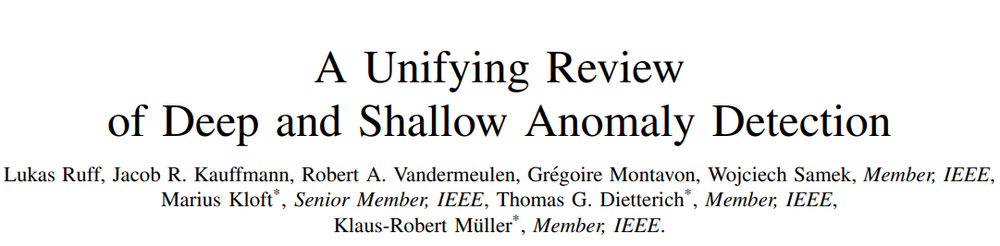 A Unifying Review
of Deep and Shallow Anomaly Detection
Lukas Ruff, Jacob R. Kauffmann, Robert A. Vandermeulen, Grégoire Montavon, Wojciech Samek, Member, IEEE,
Marius Kloft*, Senior Member, IEEE, Thomas G. Dietterich*, Member, IEEE,
Klaus-Robert Müller*, Member, IEEE.